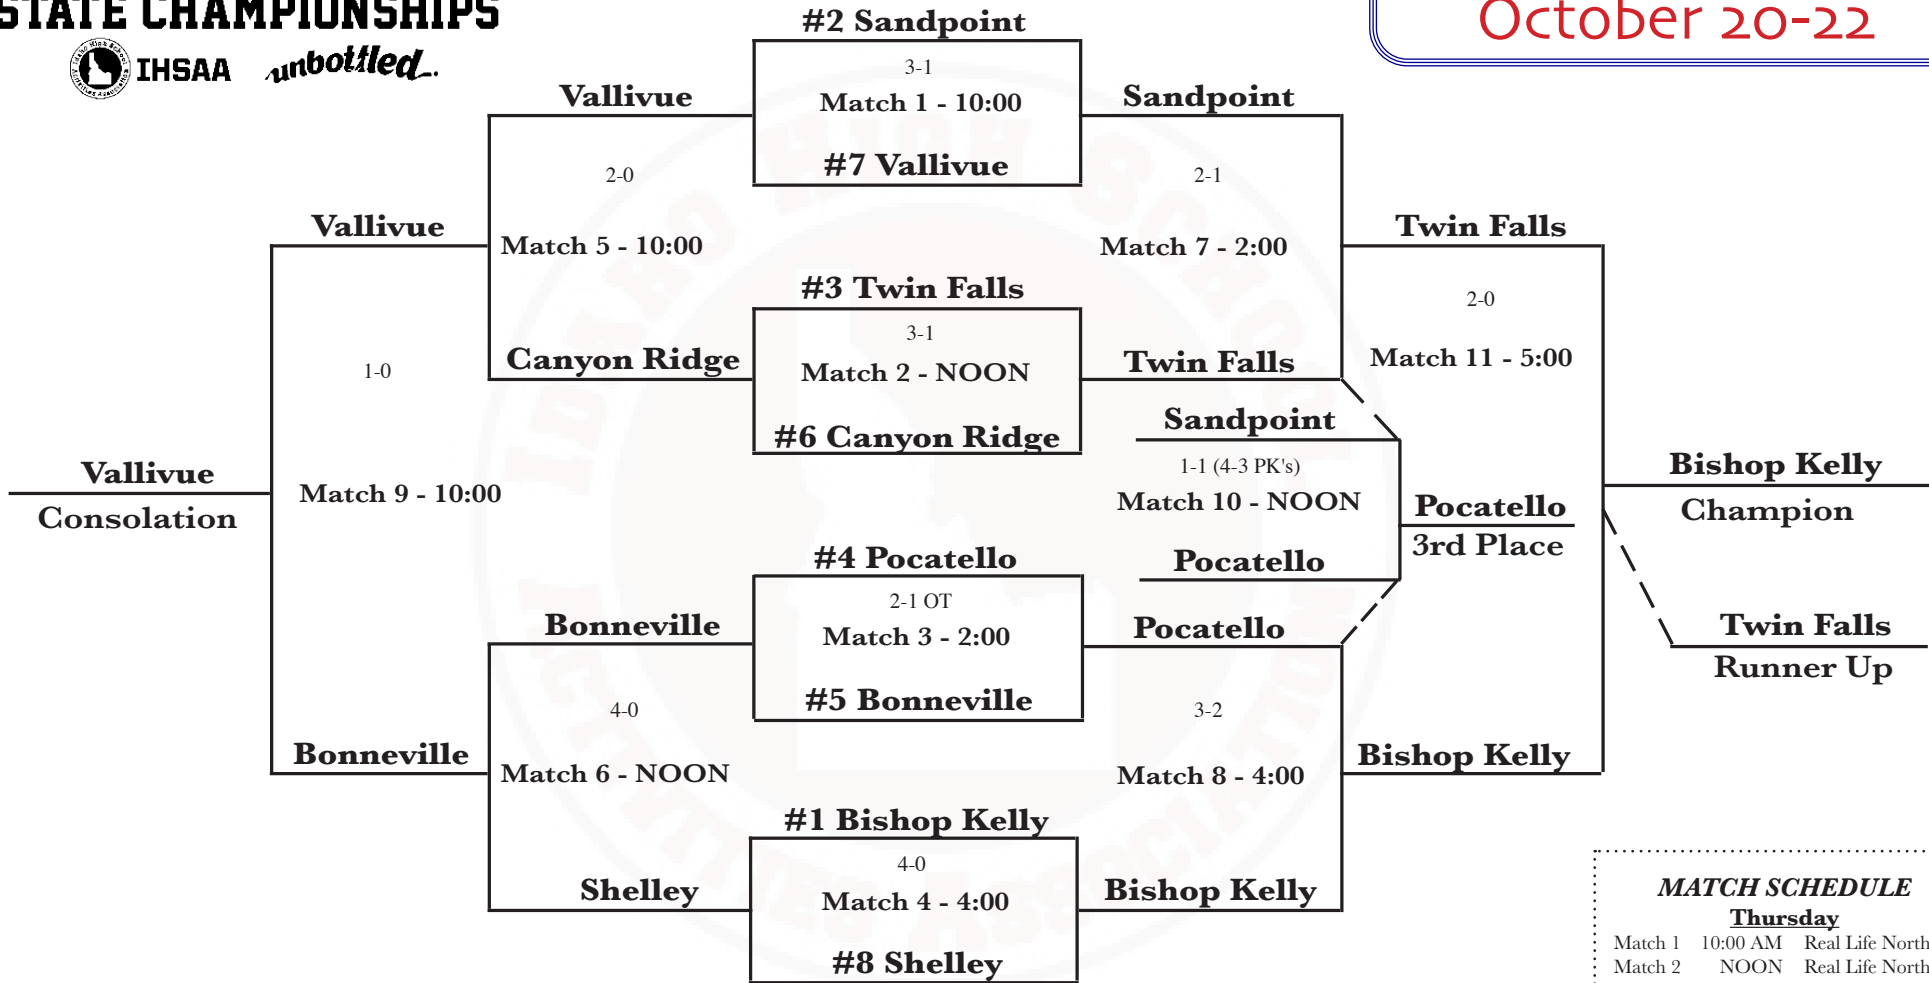 STATE CHAMPIONSHIPS
IHSAA unbottled...
October 20-22
#2 Sandpoint
3-1
Match 1 - 10:00
#7 Vallivue
Vallivue
Sandpoint
2-0
2-1
Vallivue
Match 5 - 10:00
Match 7 - 2:00
Twin Falls
#3 Twin Falls
3-1
Match 2 - NOON
#6 Canyon Ridge
Canyon Ridge
Twin Falls
2-0
Match 11 - 5:00
1-0
Match 9 - 10:00
Vallivue
Consolation
Sandpoint
1-1 (4-3 PK's)
Match 10 - NOON
Pocatello
Pocatello
3rd Place
Bishop Kelly
Champion
#4 Pocatello
2-1 OT
Match 3 - 2:00
#5 Bonneville
Bonneville
Pocatello
Twin Falls
Runner Up
4-0
3-2
Bonneville
Match 6 - NOON
Match 8 - 4:00
Bishop Kelly
#1 Bishop Kelly
4-0
Match 4 - 4:00
#8 Shelley
Shelley
Bishop Kelly
MATCH SCHEDULE
Thursday
Match 1 10:00 AM Real Life North
Match 2 NOON Real Life North
IDAHO HIGH SCHOOL
ACTIVITIES ASSOCIATION